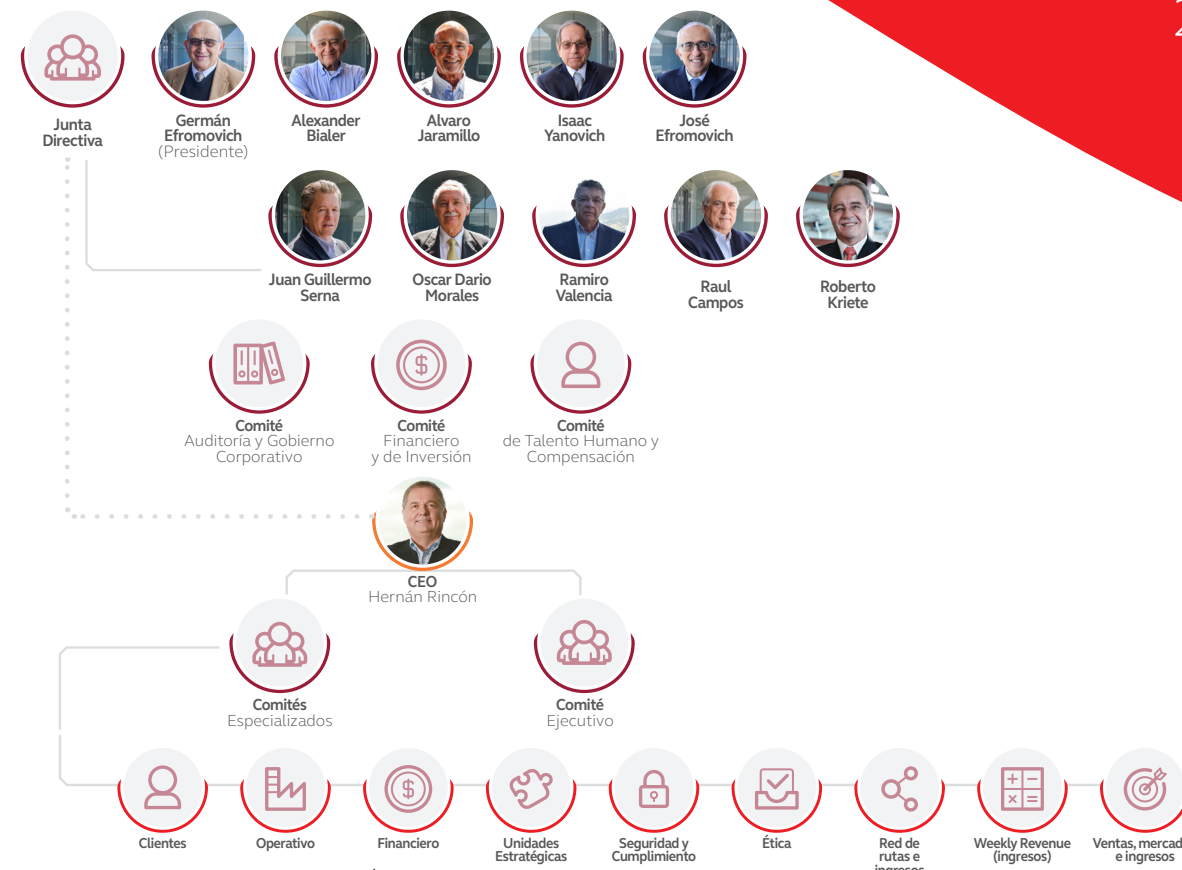 Junta
Directiva
Germán
Efromovich
(Presidente)
Alexander
Bialer
Alvaro
Jaramillo
Isaac
Yanovich
José
Efromovich
Juan Guillermo
Serna
Oscar Dario
Morales
Ramiro
Valencia
Raul
Campos
Roberto
Kriete
Comité
Auditoría y Gobierno
Corporativo
Comité
Financiero
y de Inversión
Comité
de Talento Humano y
Compensación
CEO
Hernán Rincón
Comités
Especializados
Comité
Ejecutivo
Clientes
Operativo
Financiero
Unidades
Estratégicas
Seguridad y
Cumplimiento
Ética
Red de
rutas e
ingresos
Weekly Revenue
(ingresos)
Ventas, mercad
e ingresos